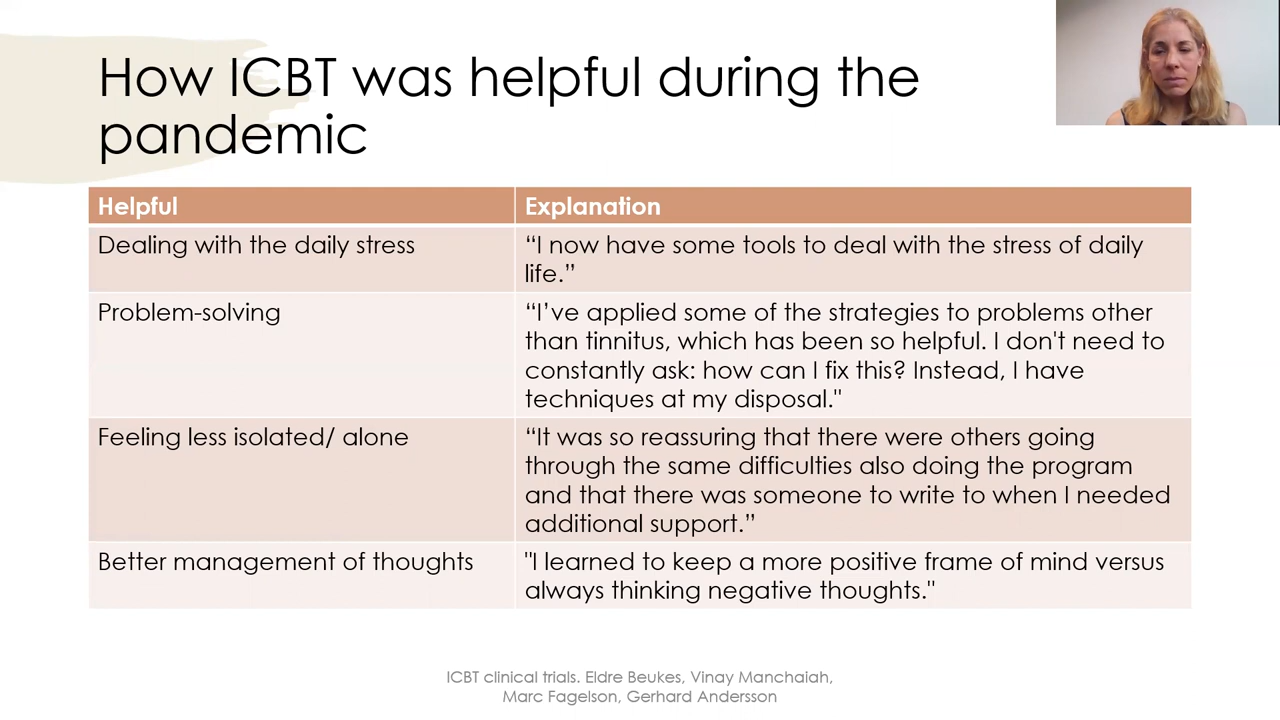 How ICBT was helpful during the
pandemic
Helpful
Explanation
Dealing with the daily stress
“I now have some tools to deal with the stress of daily
life.”
Problem-solving
“I’ve applied some of the strategies to problems other
than tinnitus, which has been so helpful. I don't need to
constantly ask: how can I fix this? Instead, I have
techniques at my disposal."
Feeling less isolated/ alone
“It was so reassuring that there were others going
through the same difficulties also doing the program
and that there was someone to write to when I needed
additional support.”
Better management of thoughts
"I learned to keep a more positive frame of mind versus
always thinking negative thoughts."
ICBT clinical trials. Eldre Beukes, Vinay Manchaiah,
Marc Fagelson, Gerhard Andersson